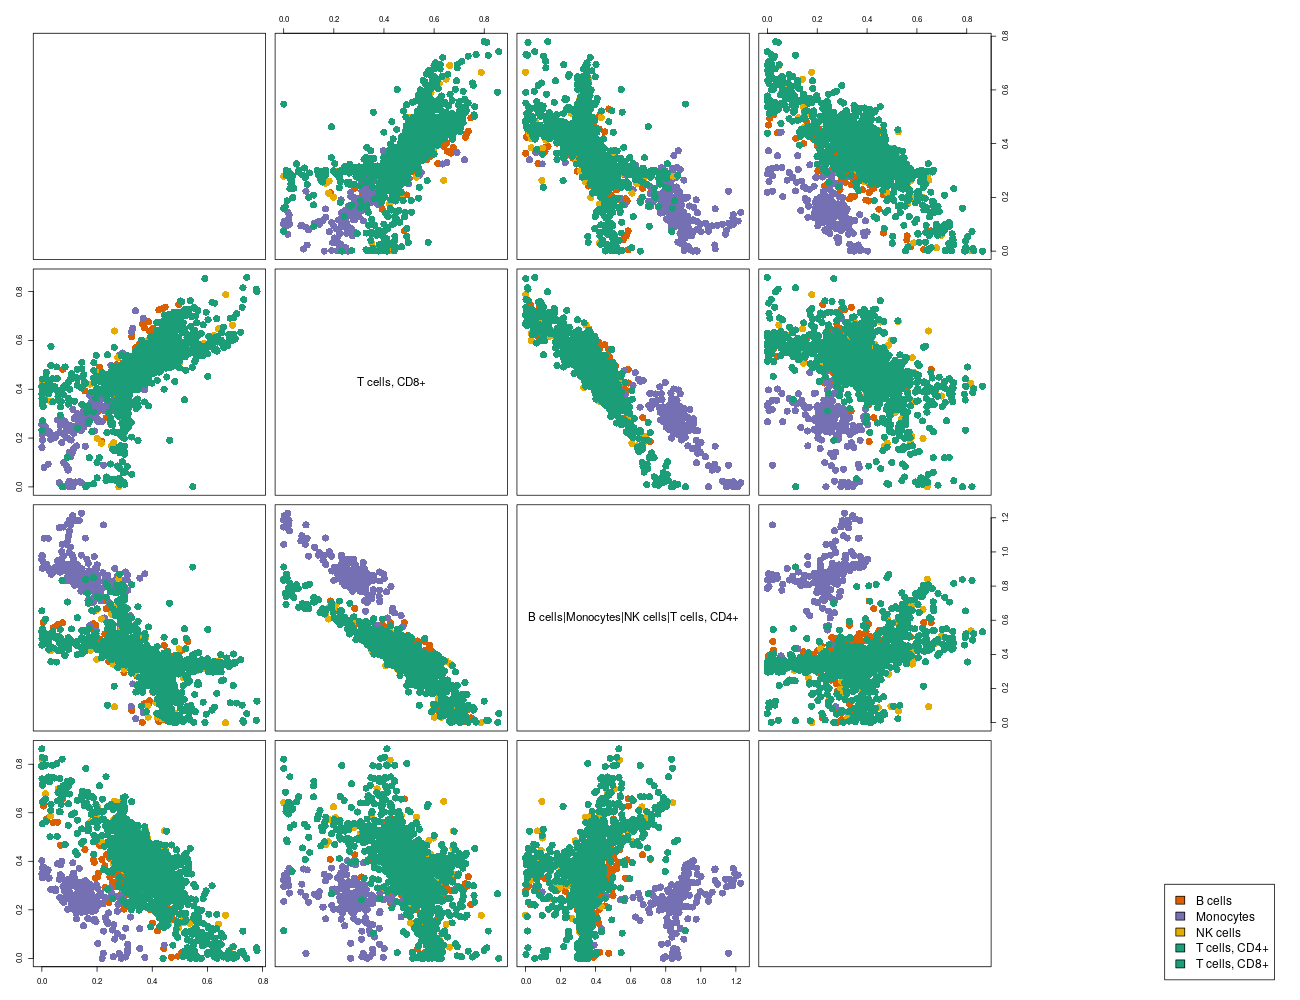 0.0 0.2 0.4 0.6 0.8 0.0 0.2 0.4 0.6 0.8
0.0 0.2 0.4 0.6 0.8
0.0 0.2 0.4 0.6 0.8
T cells, CD8+
B cells|Monocytes|NK cells|T cells, CD4+
0.0 0.2 0.4 0.6 0.8 1.0 1.2
0.0 0.2 0.4 0.6 0.8
0.0 0.2 0.4 0.6 0.8 0.0 0.2 0.4 0.6 0.8 1.0 1.2
B cells
Monocytes
NK cells
T cells, CD4+
T cells, CD8+